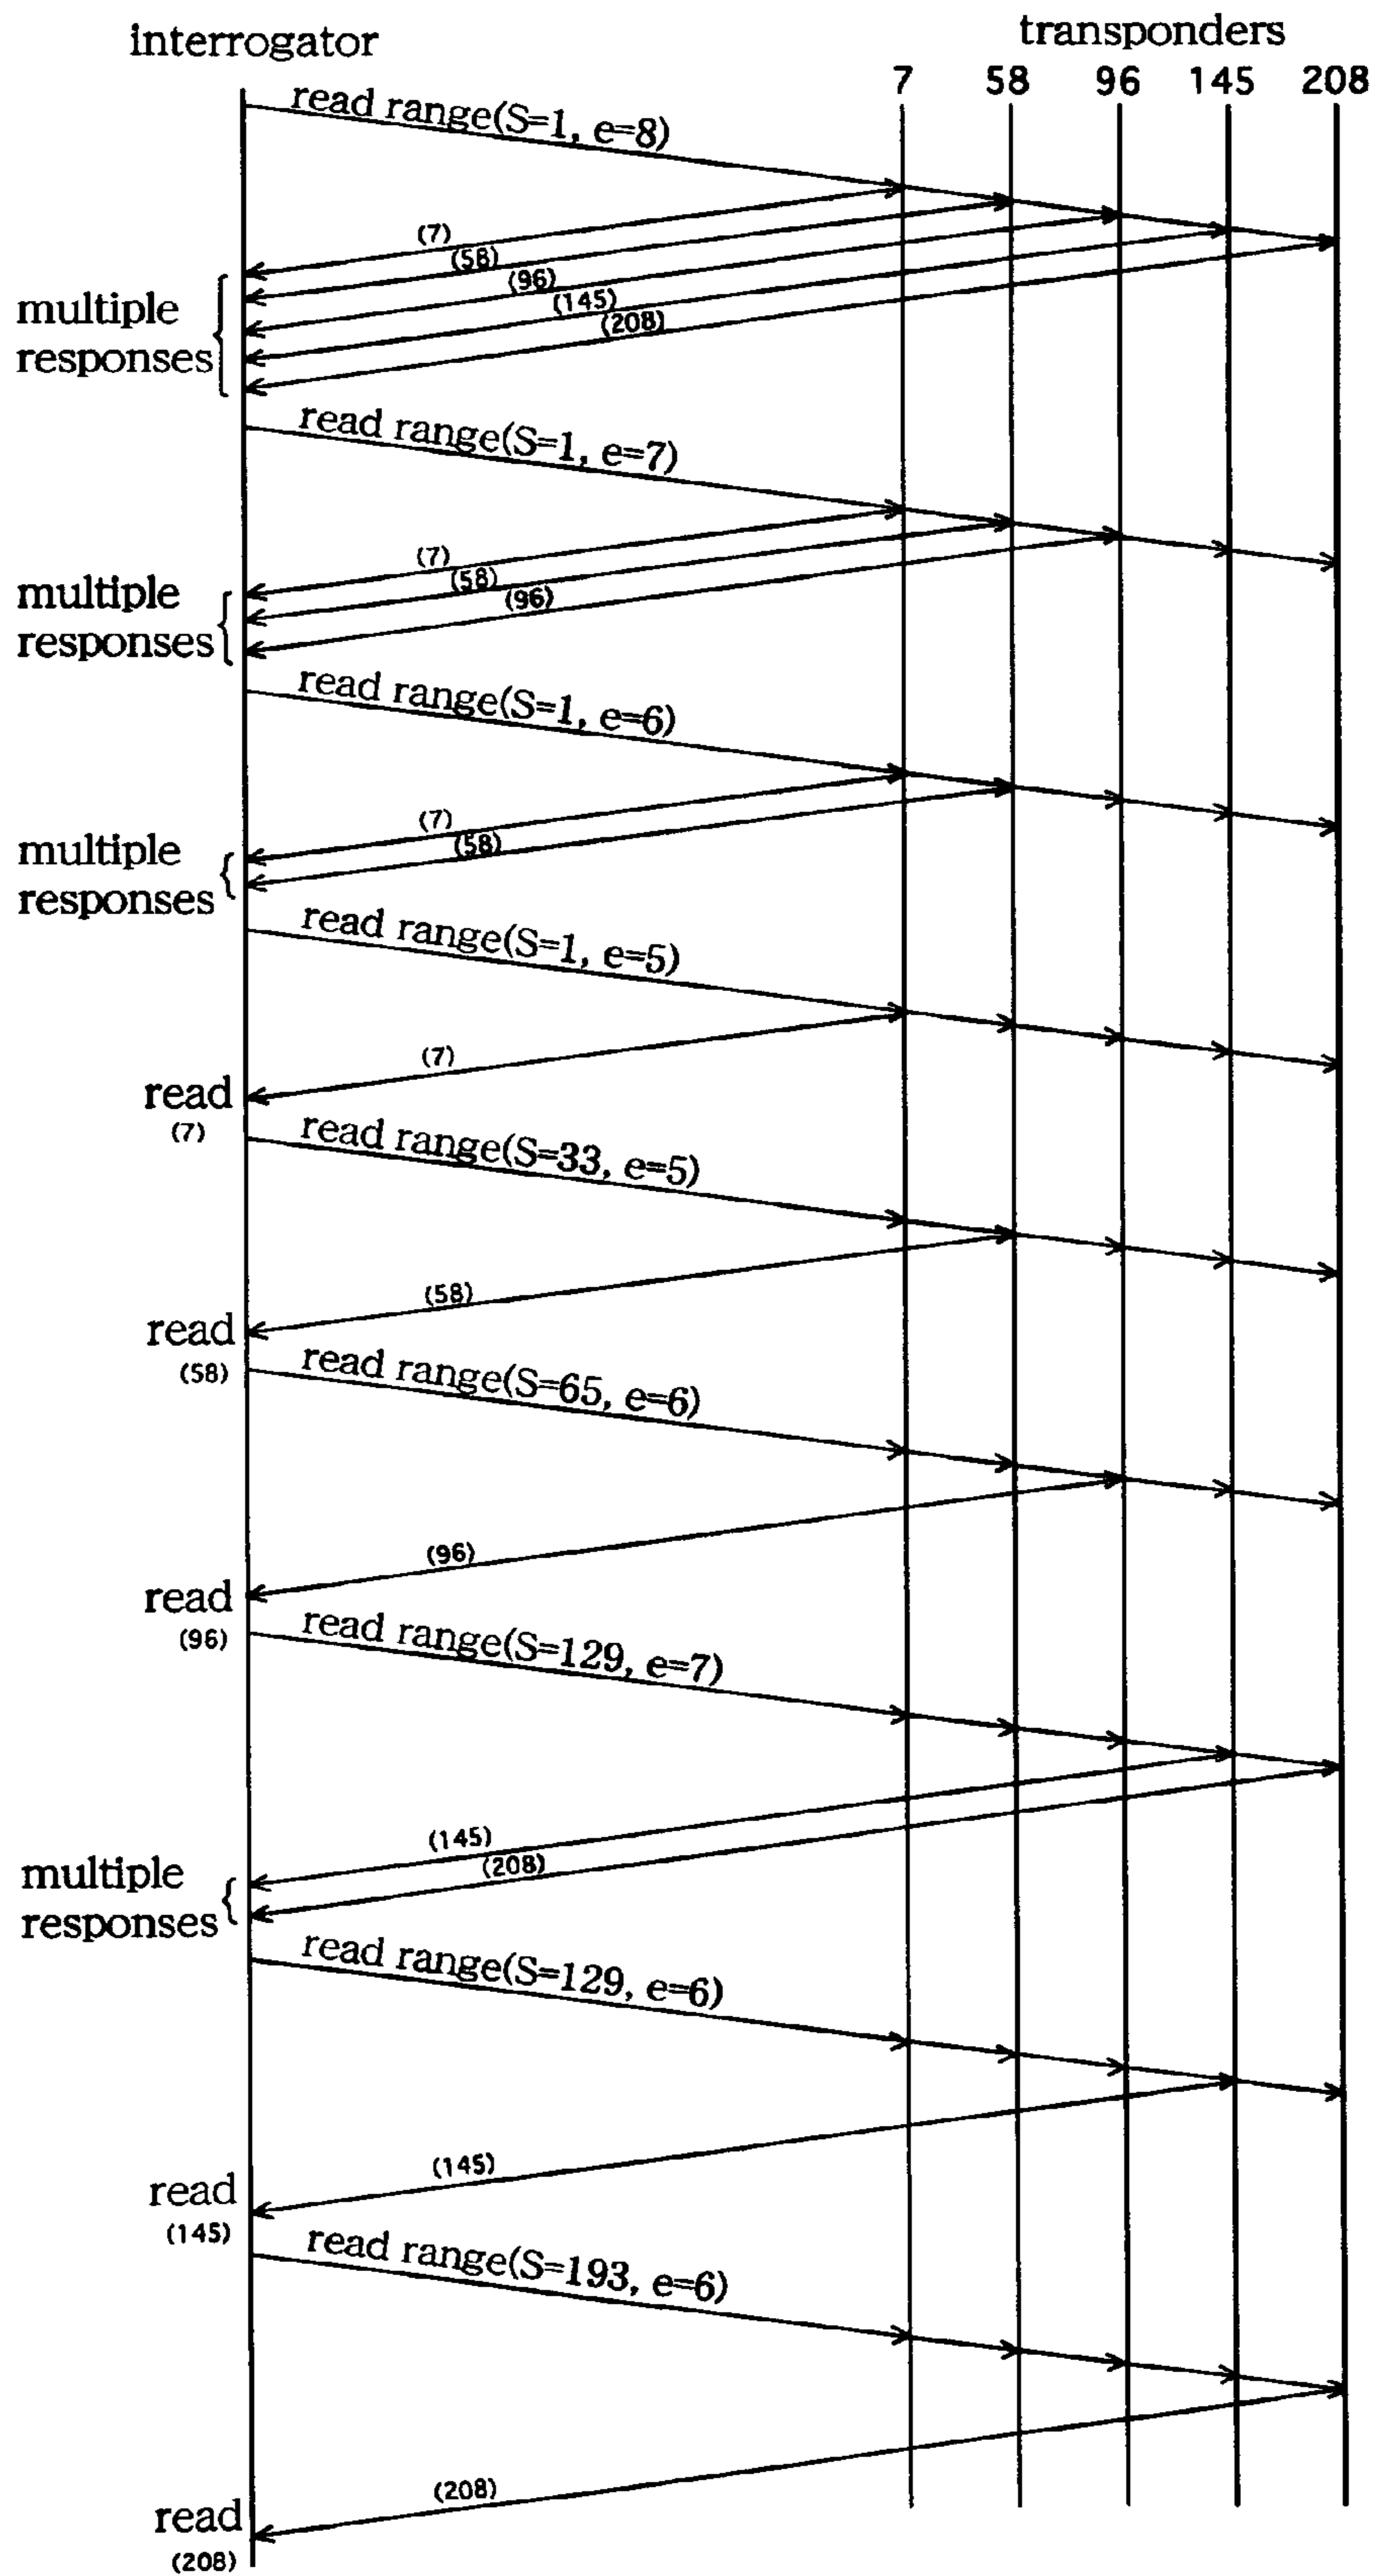 interrogator
transponders
7 58 96 145 208
read range(S=1, e=8)
(7)
(58)
(96)
(145)
(208)
multiple
responses
read range(S=1, e=7)
(7)
(58)
(96)
multiple
responses
read range(S=1, e=6)
(7)
(58)
multiple
responses
read range(S=1, e=5)
(7)
read
(7)
read range(S=33, e=5)
(58)
read
(58)
read range(S=65, e=6)
(96)
read
(96)
read range(S=129, e=7)
(145)
(208)
multiple
responses
read range(S=129, e=6)
(145)
read
(145)
read range(S=193, e=6)
(208)
read
(208)